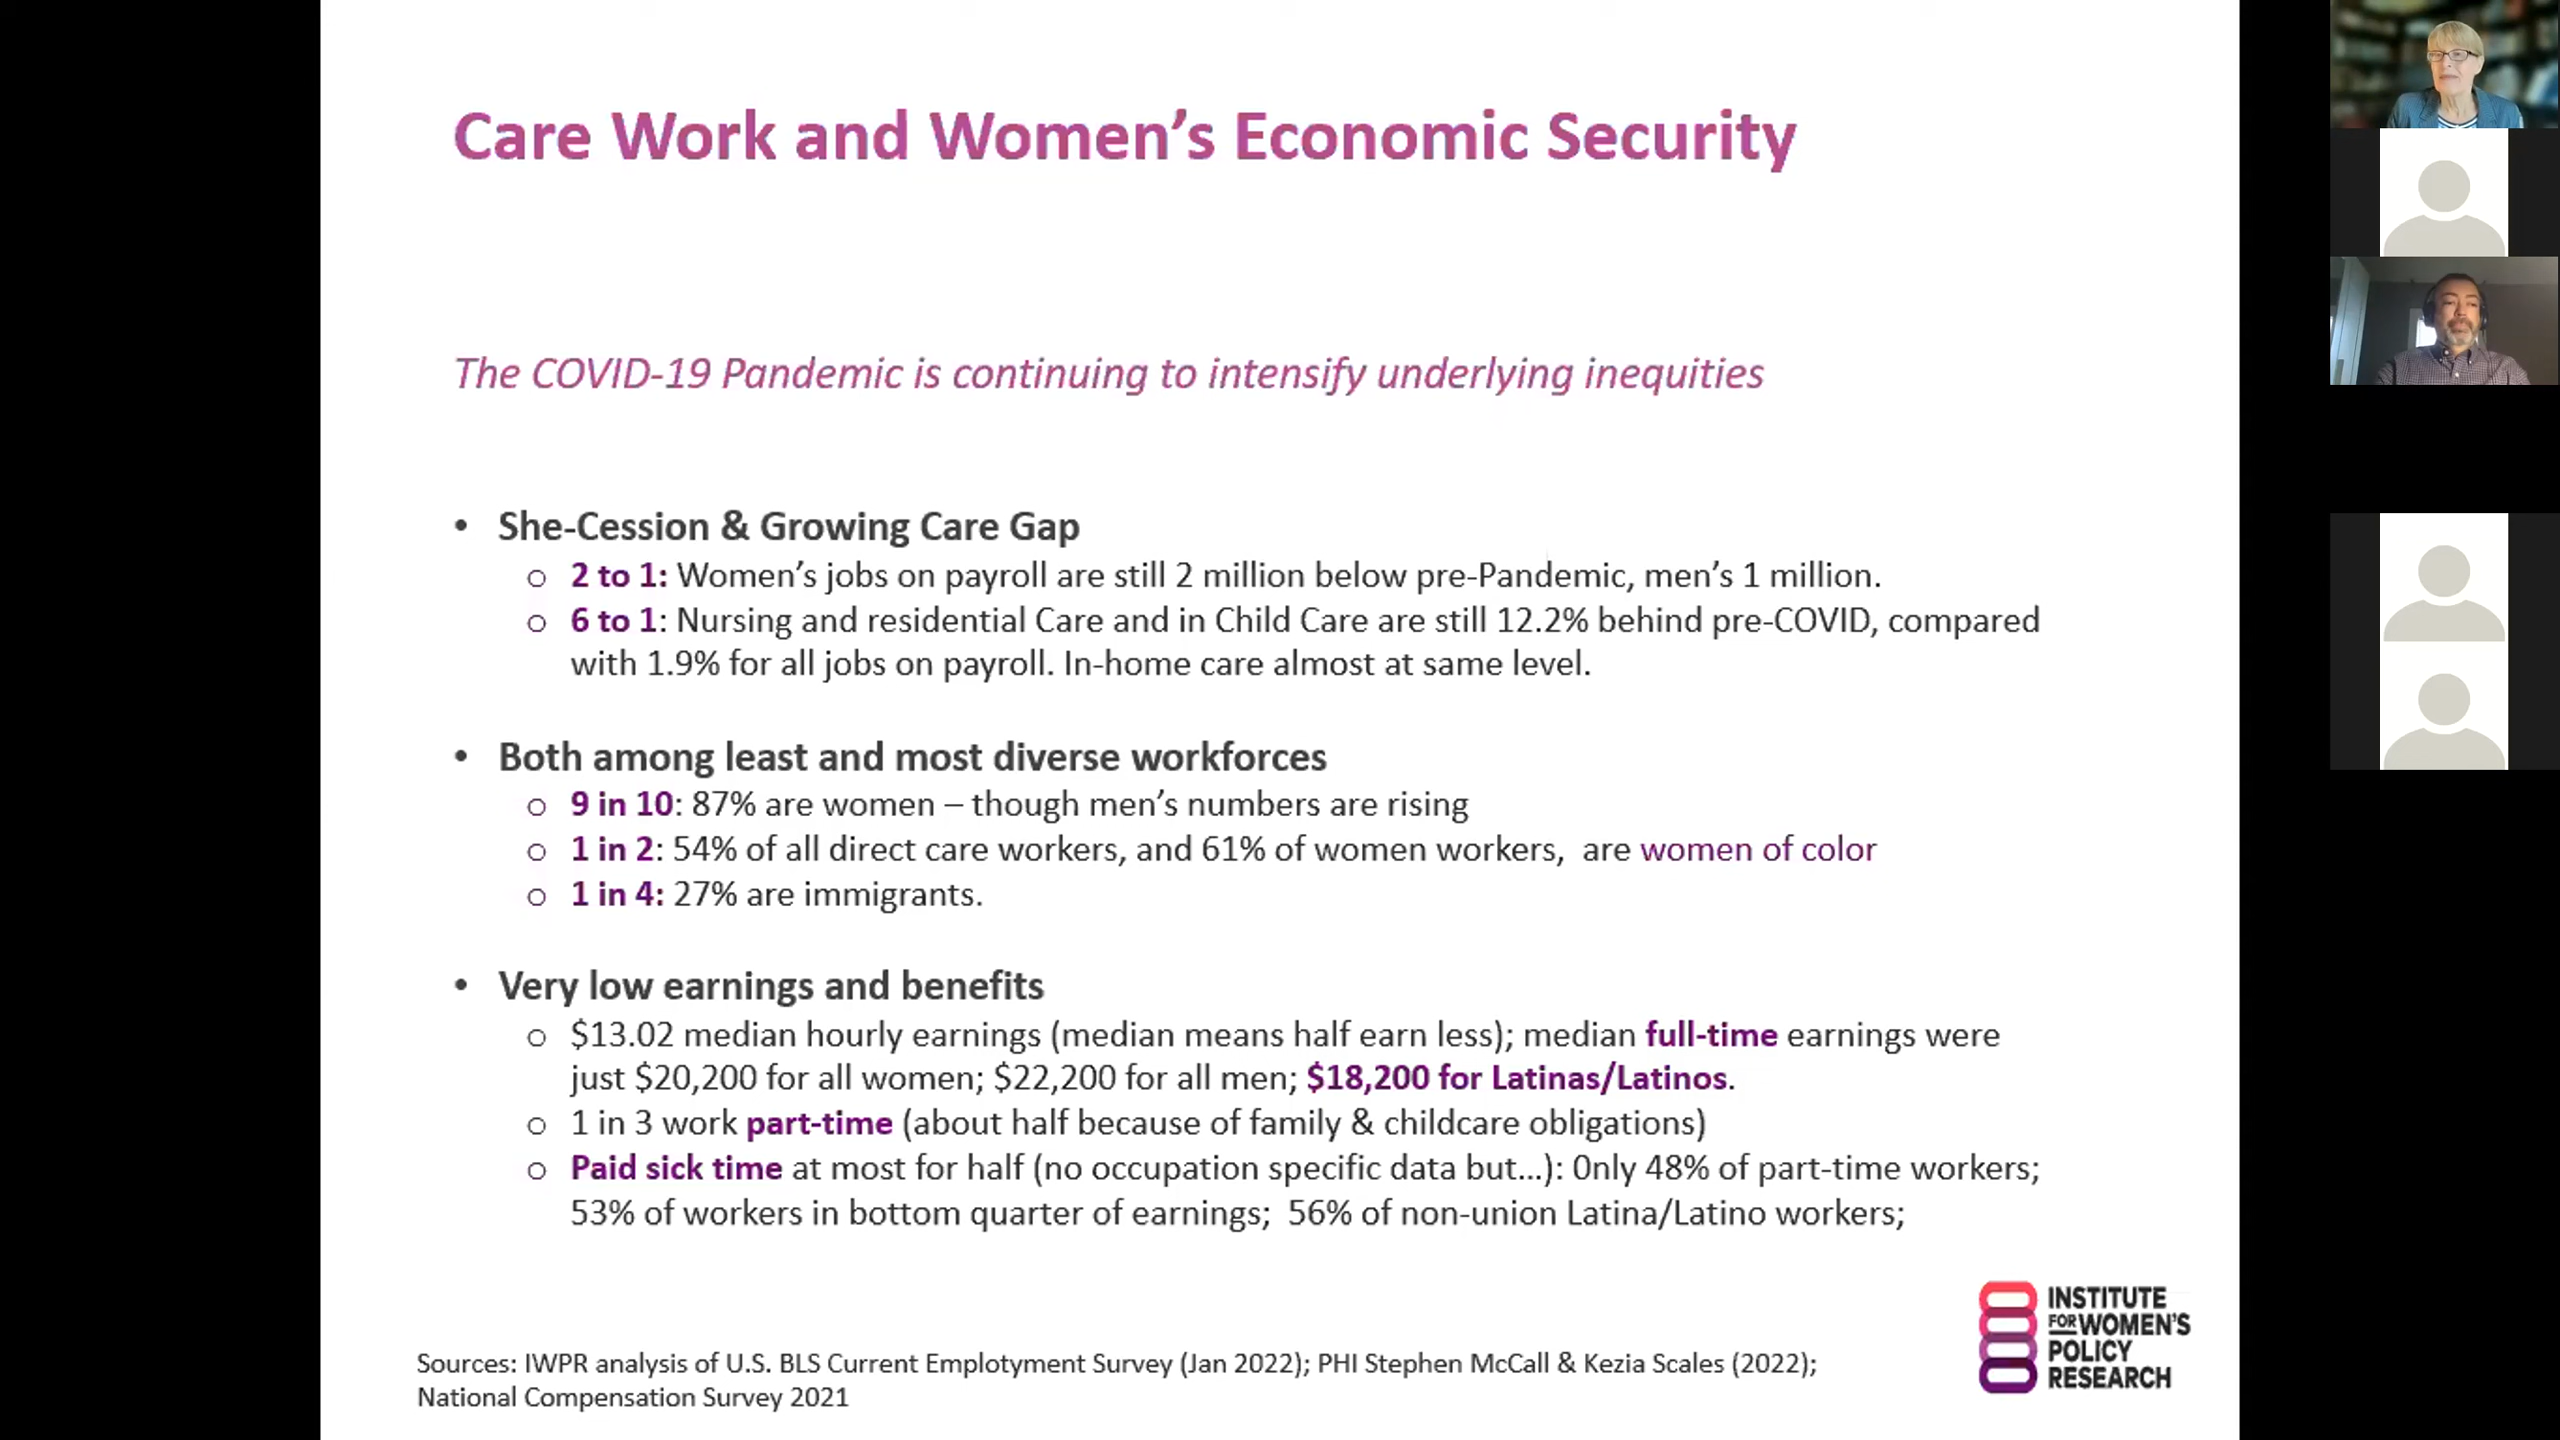 Care Work and Women's Economic Security
The COVID-19 Pandemic is continuing to intensify underlying inequities
• She-Cession & Growing Care Gap
o 2 to 1: Women's jobs on payroll are still 2 million below pre-Pandemic, men's 1 million.
o 6 to 1: Nursing and residential Care and in Child Care are still 12.2% behind pre-COVID, compared
with 1.9% for all jobs on payroll. In-home care almost at same level.
• Both among least and most diverse workforces
o 9 in 10: 87% are women – though men's numbers are rising
o 1 in 2: 54% of all direct care workers, and 61% of women workers,  are women of color
o 1 in 4: 27% are immigrants.
• Very low earnings and benefits
o $13.02 median hourly earnings (median means half earn less); median full-time earnings were
just $20,200 for all women; $22,200 for all men; $18,200 for Latinas/Latinos.
o 1 in 3 work part-time (about half because of family & childcare obligations)
o Paid sick time at most for half (no occupation specific data but…): 0nly 48% of part-time workers;
53% of workers in bottom quarter of earnings;  56% of non-union Latina/Latino workers;
INSTITUTE
FOR WOMEN'S
POLICY
RESEARCH
Sources: IWPR analysis of U.S. BLS Current Emplotyment Survey (Jan 2022); PHI Stephen McCall & Kezia Scales (2022);
National Compensation Survey 2021